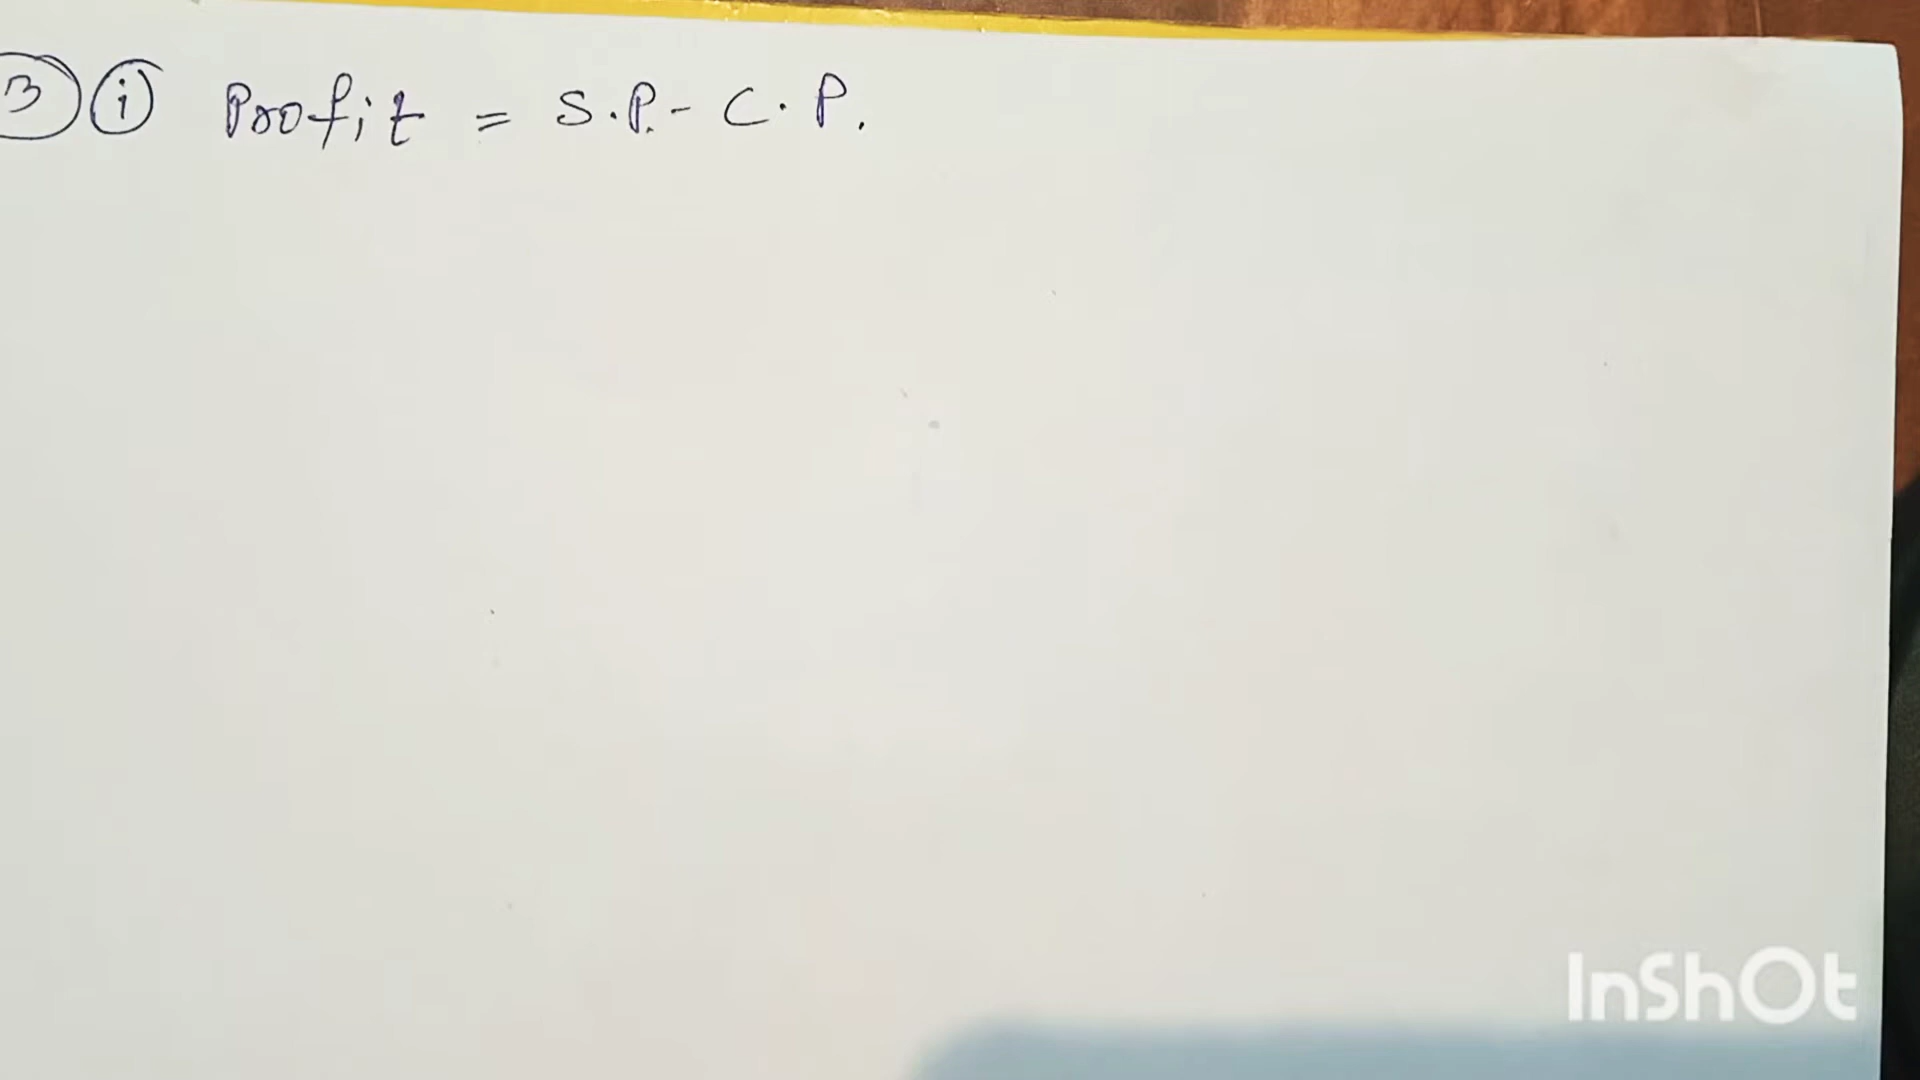 3 i Profit = S.P. - C.P.
InShOt